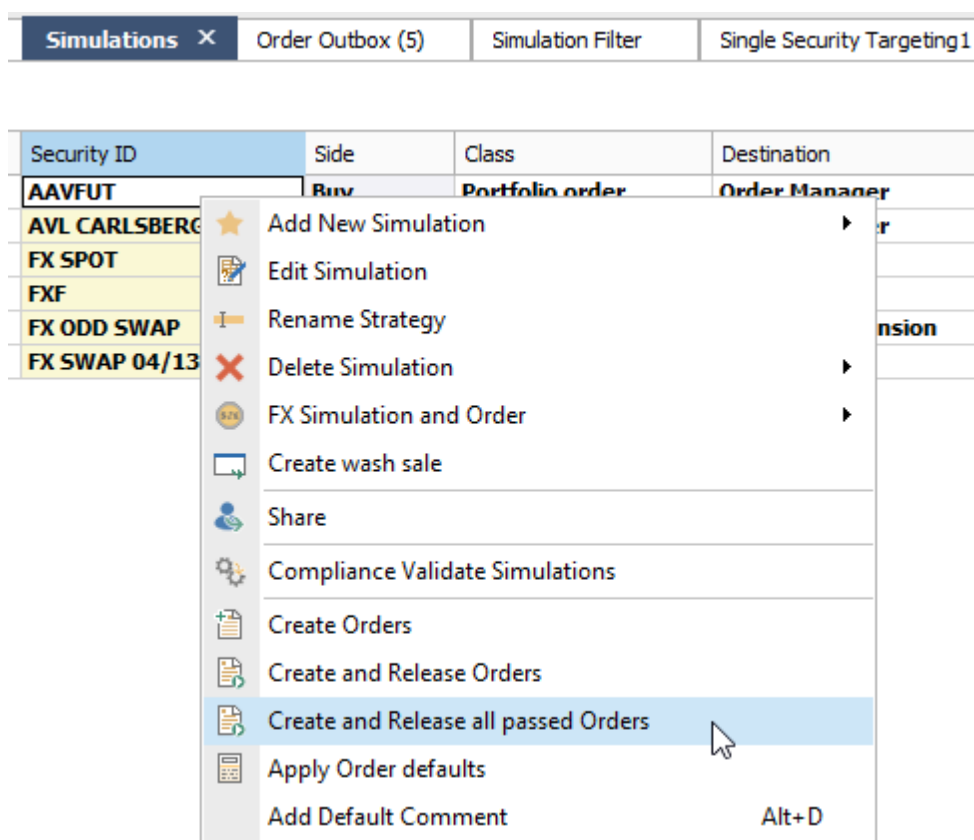 Simulations × Order Outbox (5) Simulation Filter Single Security Targeting1
Security ID Side Class Destination
AAVFUT Buy Portfolio order Order Manager
AVL CARLSBERG
FX SPOT
FXF
FX ODD SWAP nsion
FX SWAP 04/13
Add New Simulation
Edit Simulation
Rename Strategy
Delete Simulation
FX Simulation and Order
Create wash sale
Share
Compliance Validate Simulations
Create Orders
Create and Release Orders
Create and Release all passed Orders
Apply Order defaults
Add Default Comment Alt+D